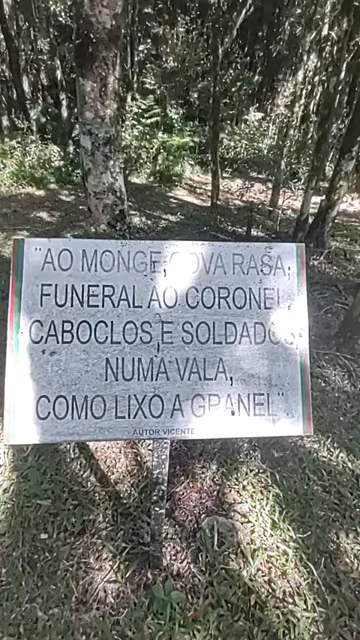 "AO MONGE, COVA RASA,
FUNERAL AO CORONEL
CABOCLOS E SOLDADOS
NUMA VALA,
COMO LIXO A GRANEL".
AUTOR VICENTE